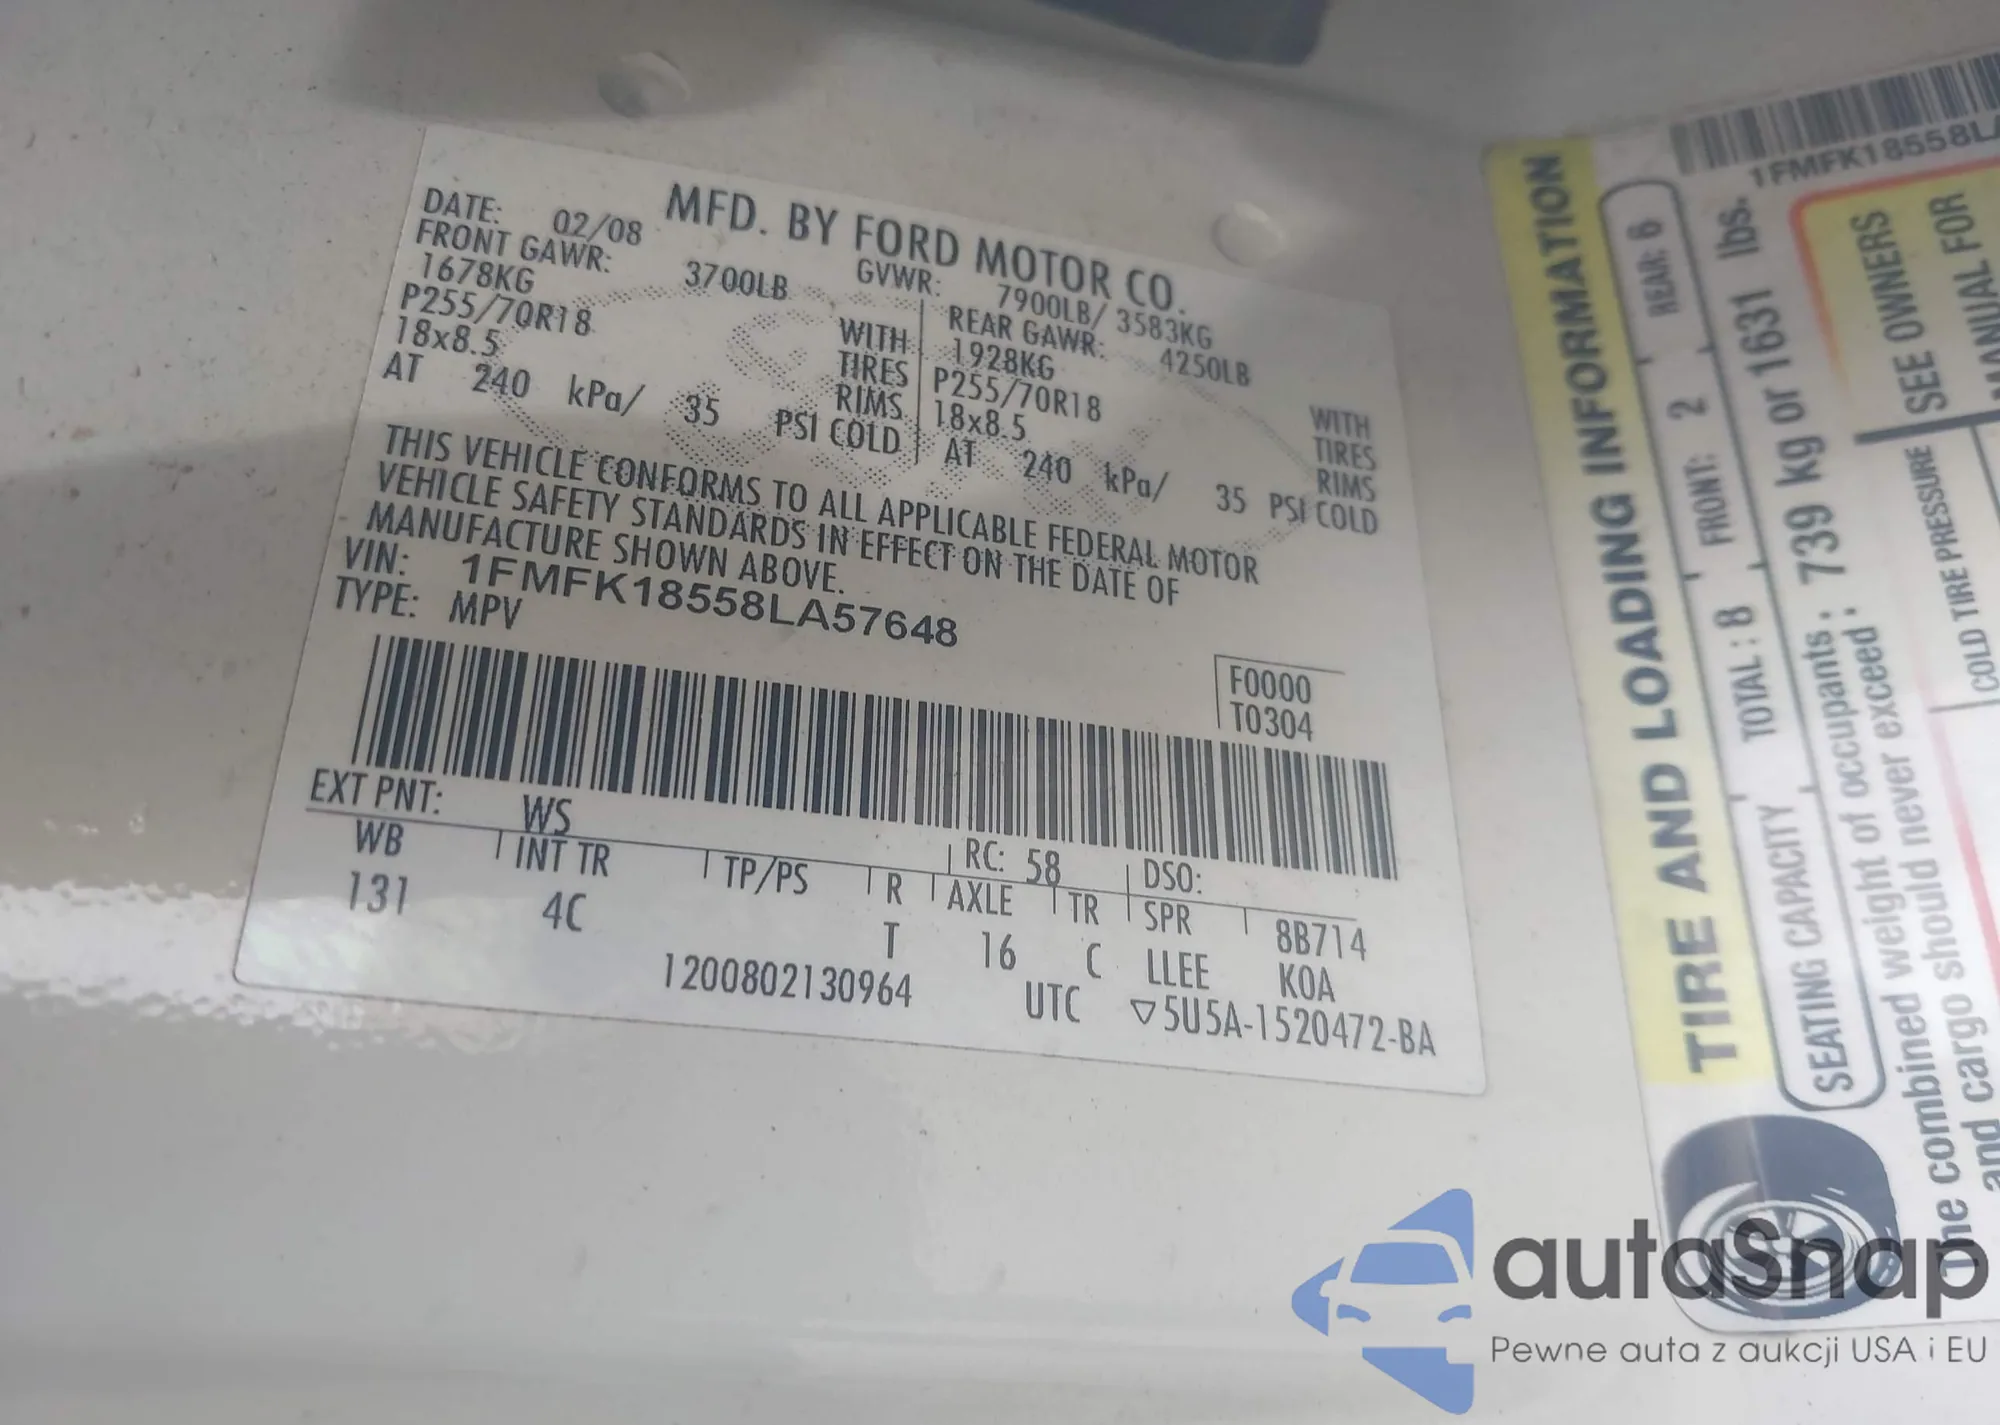 MFD. BY FORD MOTOR CO.
DATE: 02/08 GVWR: 7900LB/ 3583KG
FRONT GAWR: 3700LB REAR GAWR: 4250LB
1678KG WITH 1928KG WITH
P255/70R18 TIRES P255/70R18 TIRES
18x8.5 RIMS 18x8.5 RIMS
AT 240 kPa/ 35 PSI COLD AT 240 kPa/ 35 PSI COLD
THIS VEHICLE CONFORMS TO ALL APPLICABLE FEDERAL MOTOR
VEHICLE SAFETY STANDARDS IN EFFECT ON THE DATE OF
MANUFACTURE SHOWN ABOVE.
VIN: 1FMFK18558LA57648
TYPE: MPV
F0000
T0304
EXT PNT: WS RC: 58 DSO:
WB INT TR TP/PS R AXLE TR SPR 8B714
131 4C T 16 C LLEE KOA
1200802130964 UTC ▽5U5A-1520472-BA
1FMFK18558LA
TIRE AND LOADING INFORMATION
SEATING CAPACITY TOTAL: 8 FRONT: 2 REAR: 6
The combined weight of occupants: 739 kg or 1631 lbs.
and cargo should never exceed:
COLD TIRE PRESSURE
SEE OWNERS
MANUAL FOR
autaSnap
Pewne auta z aukcji USA i EU